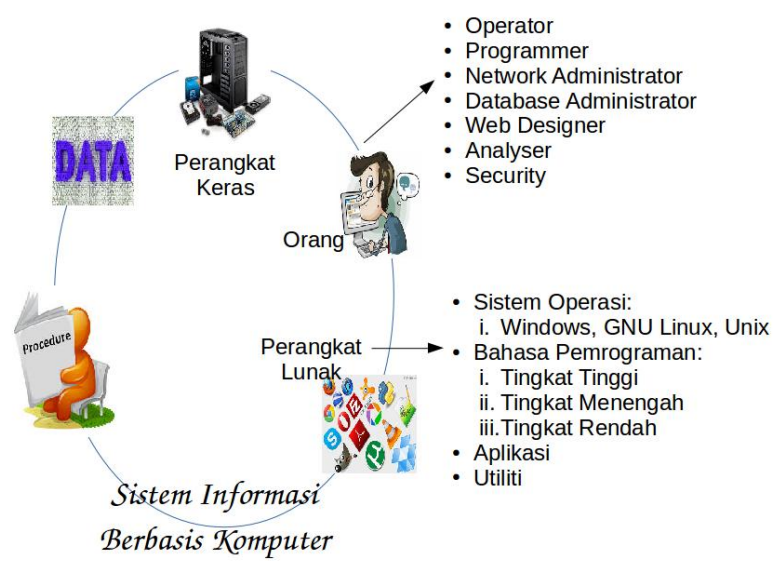 Perangkat
Keras
DATA
Orang
Procedure
Perangkat
Lunak
Sistem Informasi
Berbasis Komputer
• Operator
• Programmer
• Network Administrator
• Database Administrator
• Web Designer
• Analyser
• Security
• Sistem Operasi:
i. Windows, GNU Linux, Unix
• Bahasa Pemrograman:
i. Tingkat Tinggi
ii. Tingkat Menengah
iii.Tingkat Rendah
• Aplikasi
• Utiliti